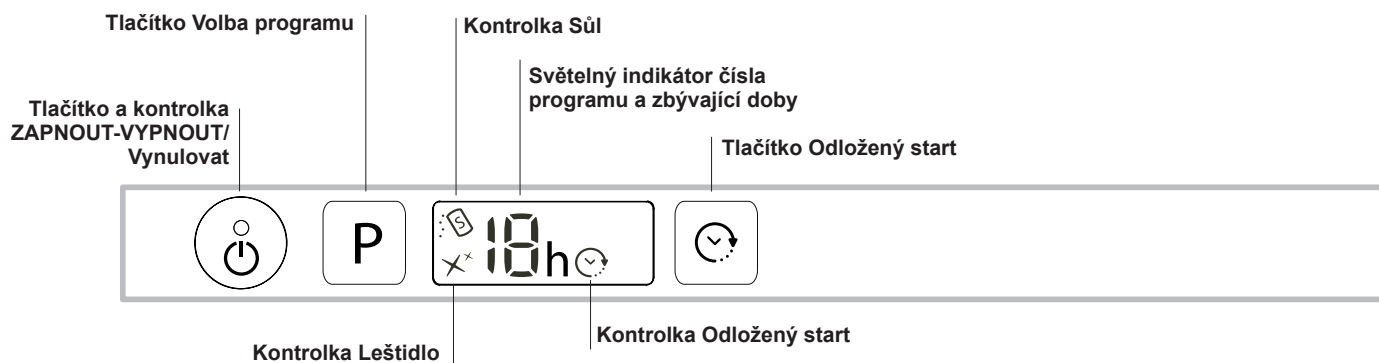 Tlačítko Volba programu
Kontrolka Sůl
Světelný indikátor čísla
programu a zbývající doby
Tlačítko a kontrolka
ZAPNOUT-VYPNOUT/
Vynulovat
Tlačítko Odložený start
P
S
18h
Kontrolka Odložený start
Kontrolka Leštidlo